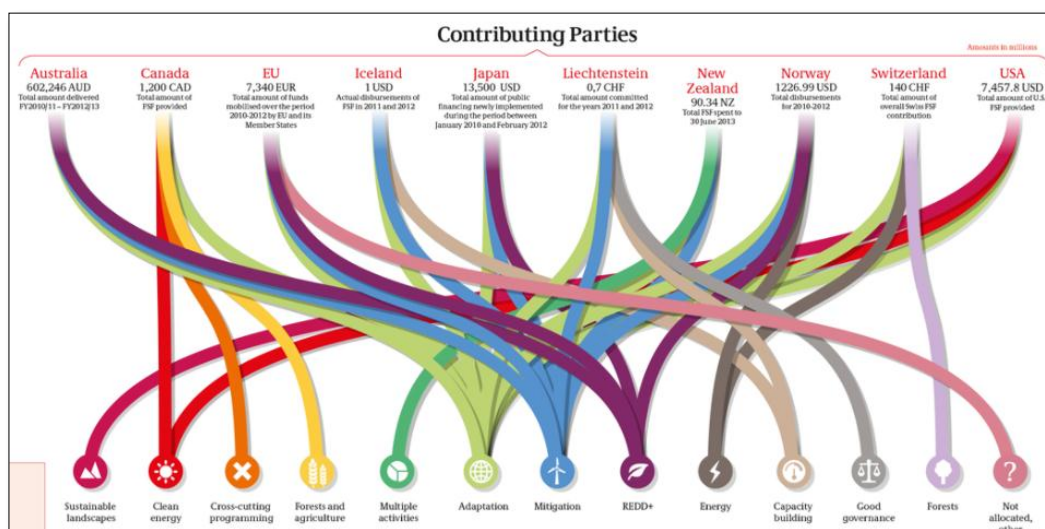 Contributing Parties
Amounts in millions
Australia
602,246 AUD
Total amount delivered
FY2010/11 – FY2012/13
Canada
1,200 CAD
Total amount of
FSF provided
EU
7,340 EUR
Total amount of funds
mobilised over the period
2010-2012 by EU and its
Member States
Iceland
1 USD
Actual disbursements of
FSF in 2011 and 2012
Japan
13,500 USD
Total amount of public
financing newly implemented
during the period between
January 2010 and February 2012
Liechtenstein
0,7 CHF
Total amount committed
for the years 2011 and 2012
New
Zealand
90.34 NZ
Total FSF spent to
30 June 2013
Norway
1226.99 USD
Total disbursements
for 2010-2012
Switzerland
140 CHF
Total amount of
overall Swiss FSF
contribution
USA
7,457.8 USD
Total amount of U.S
FSF provided
Sustainable
landscapes
Clean
energy
Cross-cutting
programming
Forests and
agriculture
Multiple
activities
Adaptation
Mitigation
REDD+
Energy
Capacity
building
Good
governance
Forests
?
Not
allocated,
other